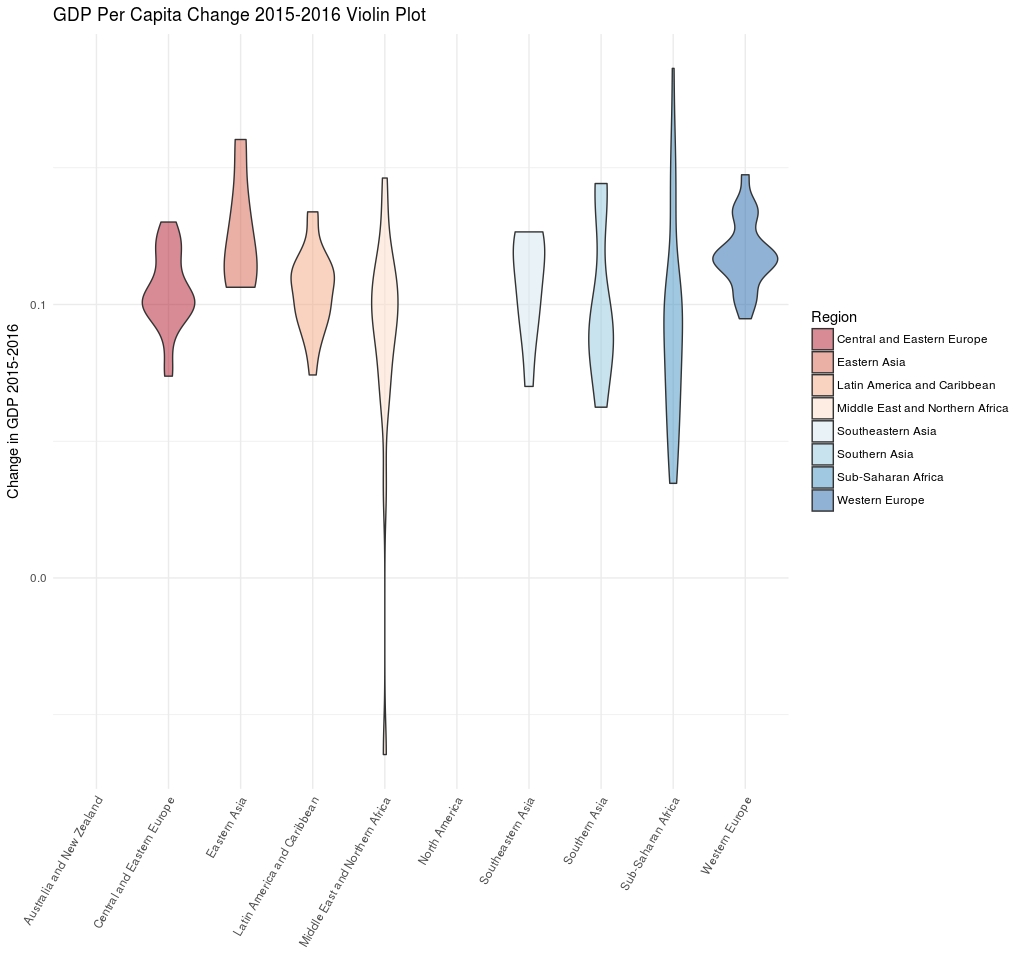 GDP Per Capita Change 2015-2016 Violin Plot
Change in GDP 2015-2016
0.1
0.0
Australia and New Zealand
Central and Eastern Europe
Eastern Asia
Latin America and Caribbean
Middle East and Northern Africa
North America
Southeastern Asia
Southern Asia
Sub-Saharan Africa
Western Europe
Region
Central and Eastern Europe
Eastern Asia
Latin America and Caribbean
Middle East and Northern Africa
Southeastern Asia
Southern Asia
Sub-Saharan Africa
Western Europe